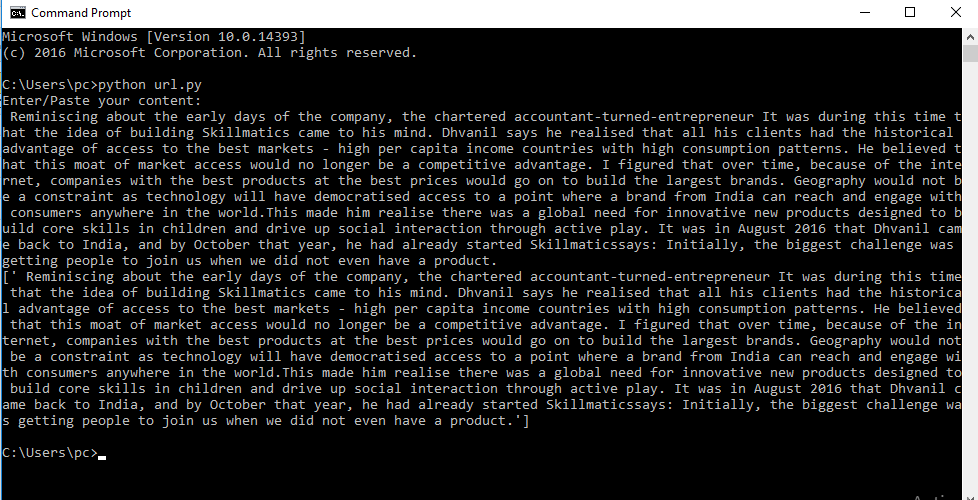 Command Prompt
Microsoft Windows [Version 10.0.14393]
(c) 2016 Microsoft Corporation. All rights reserved.
C:\Users\pc>python url.py
Enter/Paste your content:
 Reminiscing about the early days of the company, the chartered accountant-turned-entrepreneur It was during this time t
hat the idea of building Skillmatics came to his mind. Dhvanil says he realised that all his clients had the historical
advantage of access to the best markets - high per capita income countries with high consumption patterns. He believed t
hat this moat of market access would no longer be a competitive advantage. I figured that over time, because of the inte
rnet, companies with the best products at the best prices would go on to build the largest brands. Geography would not b
e a constraint as technology will have democratised access to a point where a brand from India can reach and engage with
 consumers anywhere in the world.This made him realise there was a global need for innovative new products designed to b
uild core skills in children and drive up social interaction through active play. It was in August 2016 that Dhvanil cam
e back to India, and by October that year, he had already started Skillmaticssays: Initially, the biggest challenge was
getting people to join us when we did not even have a product.
[' Reminiscing about the early days of the company, the chartered accountant-turned-entrepreneur It was during this time
 that the idea of building Skillmatics came to his mind. Dhvanil says he realised that all his clients had the historica
l advantage of access to the best markets - high per capita income countries with high consumption patterns. He believed
 that this moat of market access would no longer be a competitive advantage. I figured that over time, because of the in
ternet, companies with the best products at the best prices would go on to build the largest brands. Geography would not
 be a constraint as technology will have democratised access to a point where a brand from India can reach and engage wi
th consumers anywhere in the world.This made him realise there was a global need for innovative new products designed to
 build core skills in children and drive up social interaction through active play. It was in August 2016 that Dhvanil c
ame back to India, and by October that year, he had already started Skillmaticssays: Initially, the biggest challenge wa
s getting people to join us when we did not even have a product.']
C:\Users\pc>